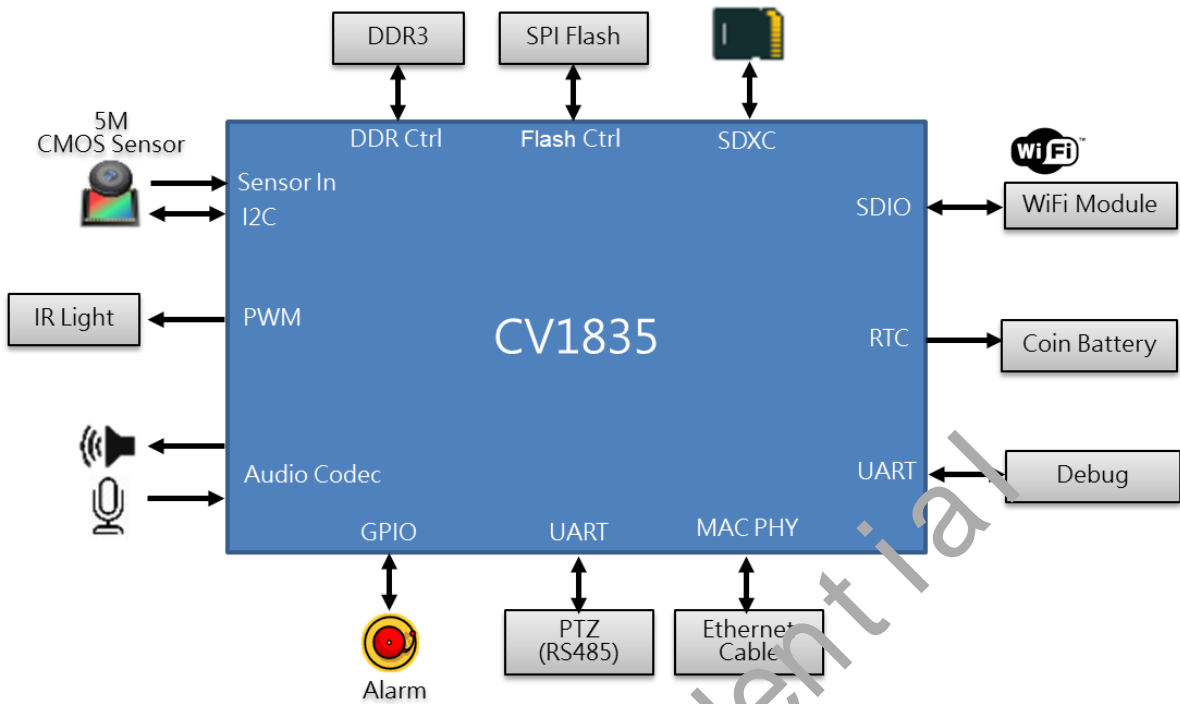 DDR3
SPI Flash
5M
CMOS Sensor
DDR Ctrl
Flash Ctrl
SDXC
WiFi
Sensor In
I2C
SDIO
WiFi Module
IR Light
PWM
CV1835
RTC
Coin Battery
Audio Codec
UART
Debug
GPIO
UART
MAC PHY
PTZ
(RS485)
Ethernet
Cable
Alarm
dential